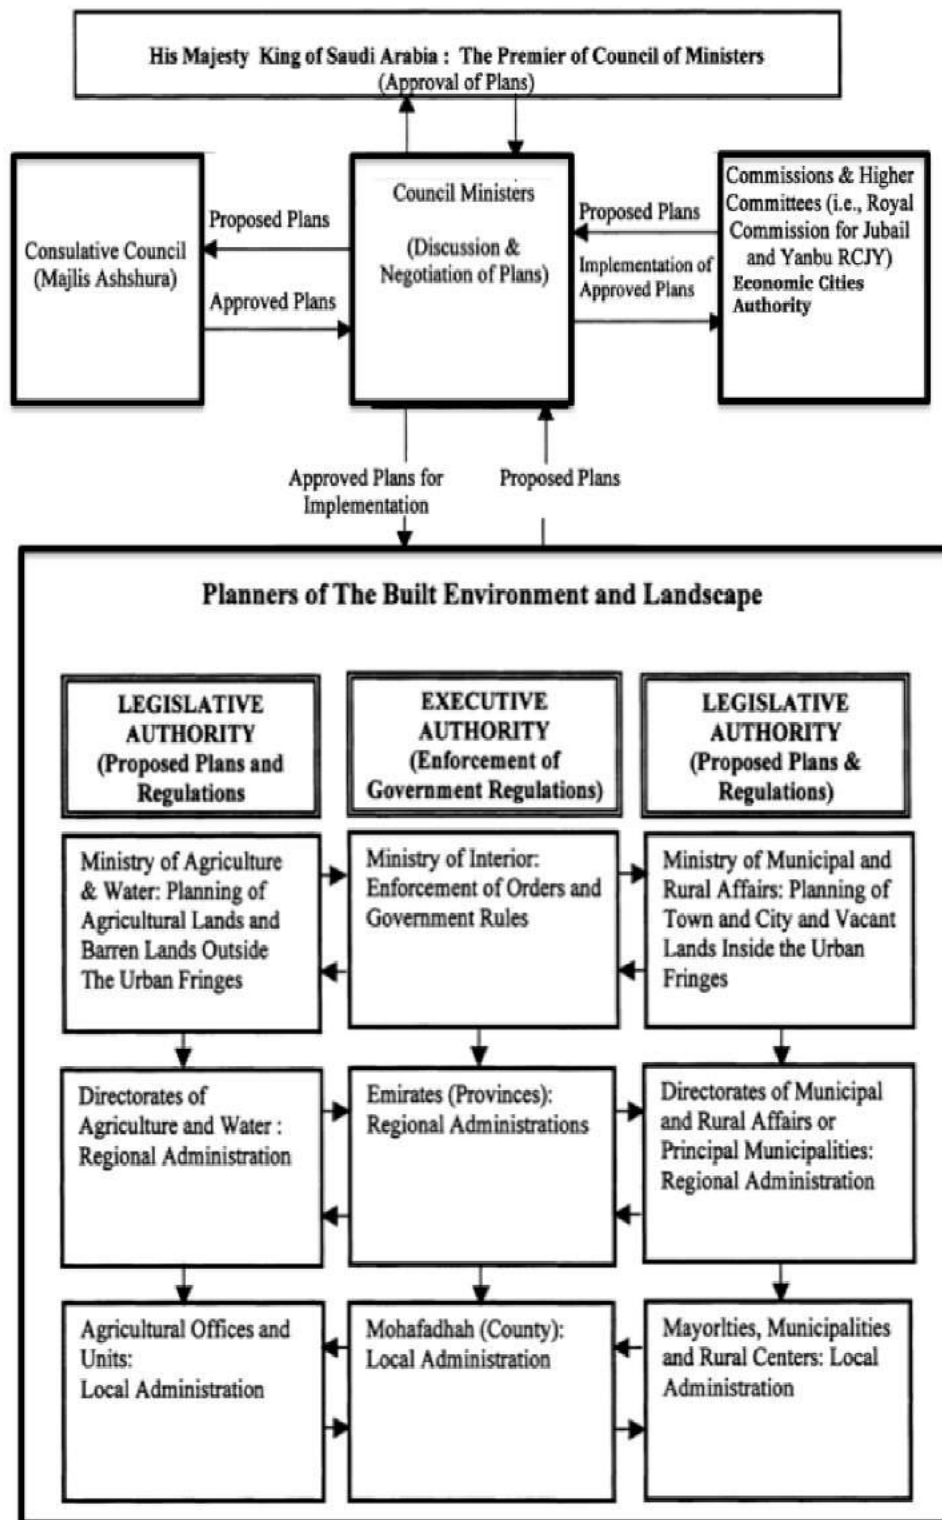 His Majesty King of Saudi Arabia : The Premier of Council of Ministers
(Approval of Plans)
Consulative Council
(Majlis Ashshura)
Proposed Plans
Approved Plans
Council Ministers
(Discussion &
Negotiation of Plans)
Proposed Plans
Implementation of
Approved Plans
Commissions & Higher
Committees (i.e., Royal
Commission for Jubail
and Yanbu RCJY)
Economic Cities
Authority
Approved Plans for
Implementation
Proposed Plans
Planners of The Built Environment and Landscape
LEGISLATIVE
AUTHORITY
(Proposed Plans and
Regulations
EXECUTIVE
AUTHORITY
(Enforcement of
Government Regulations)
LEGISLATIVE
AUTHORITY
(Proposed Plans &
Regulations)
Ministry of Agriculture
& Water: Planning of
Agricultural Lands and
Barren Lands Outside
The Urban Fringes
Ministry of Interior:
Enforcement of Orders and
Government Rules
Ministry of Municipal and
Rural Affairs: Planning of
Town and City and Vacant
Lands Inside the Urban
Fringes
Directorates of
Agriculture and Water :
Regional Administration
Emirates (Provinces):
Regional Administrations
Directorates of Municipal
and Rural Affairs or
Principal Municipalities:
Regional Administration
Agricultural Offices and
Units:
Local Administration
Mohafadhah (County):
Local Administration
Mayorlties, Municipalities
and Rural Centers: Local
Administration